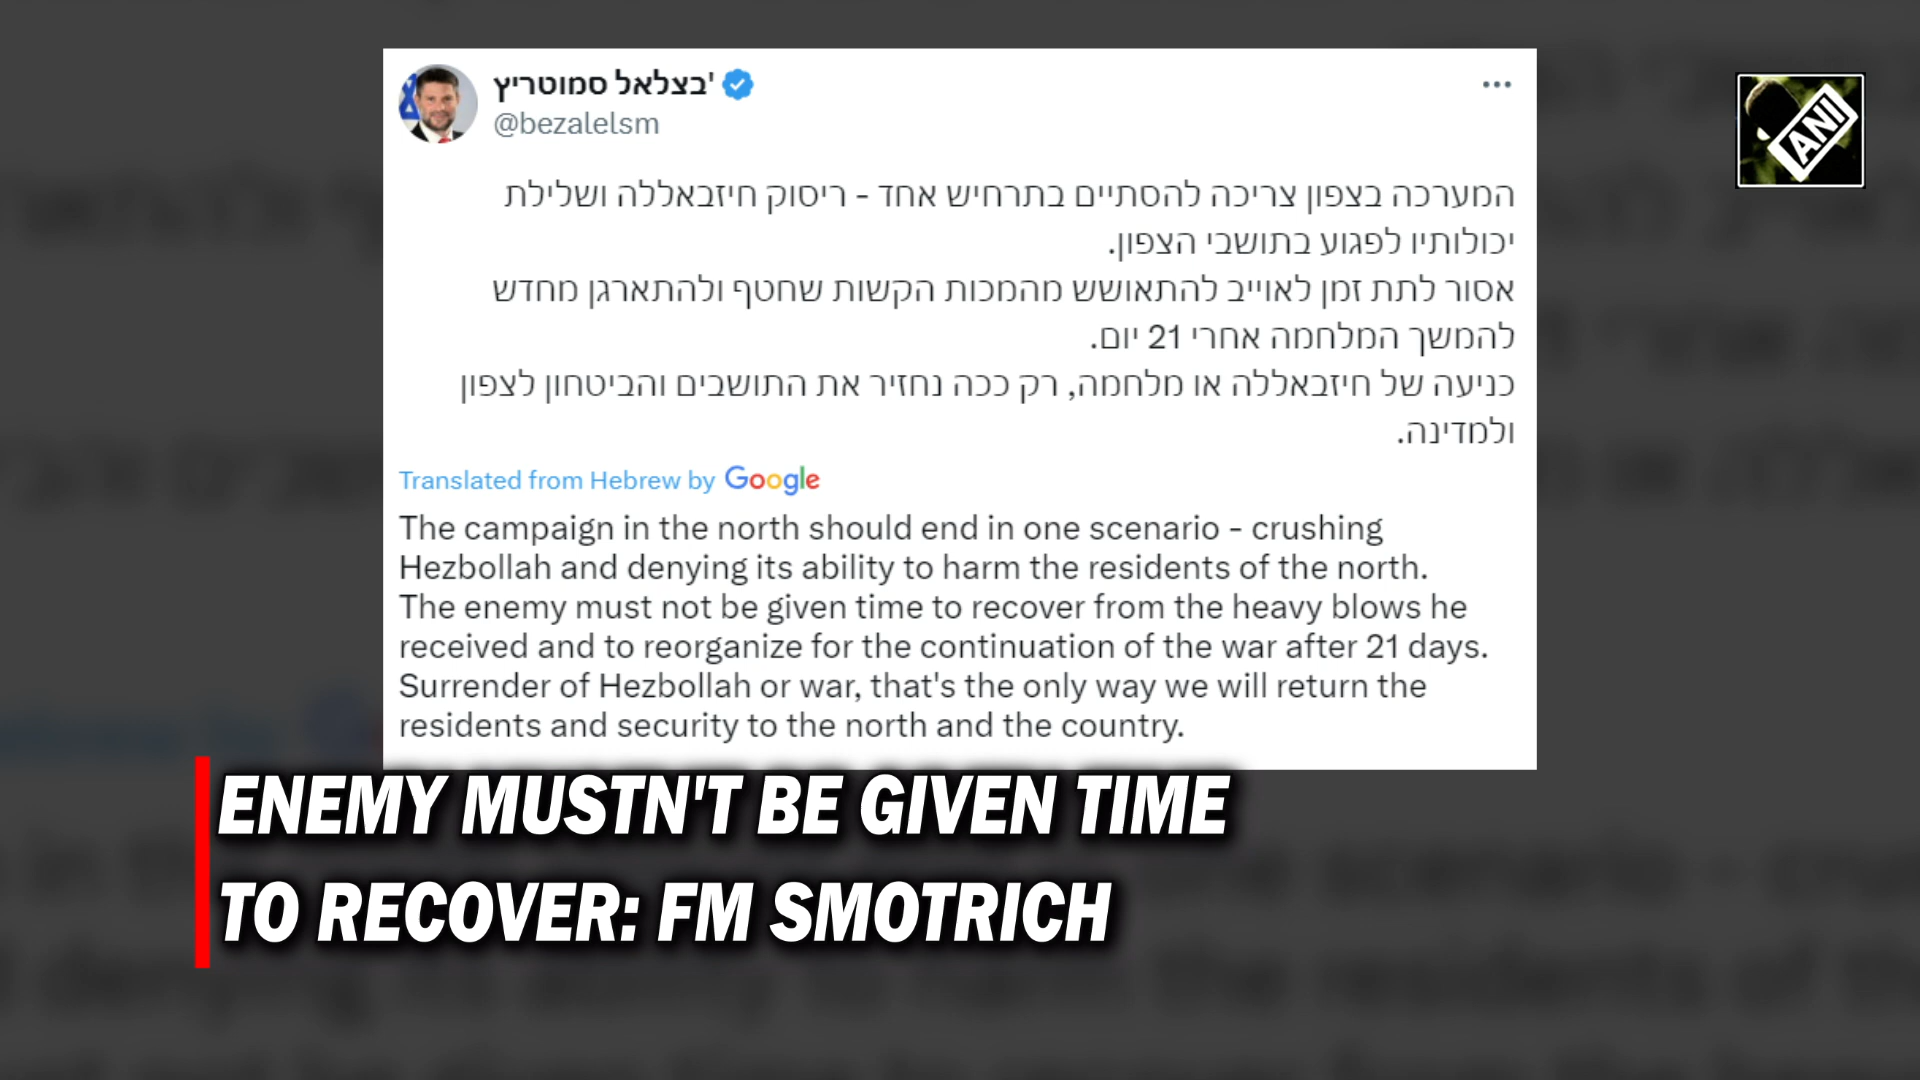 בצלאל סמוטריץ'
@bezalelsm
המערכה בצפון צריכה להסתיים בתרחיש אחד - ריסוק חיזבאללה ושלילת
יכולותיו לפגוע בתושבי הצפון.
אסור לתת זמן לאוייב להתאושש מהמכות הקשות שחטף ולהתארגן מחדש
להמשך המלחמה אחרי 21 יום.
כניעה של חיזבאללה או מלחמה, רק ככה נחזיר את התושבים והביטחון לצפון
ולמדינה.
Translated from Hebrew by Google
The campaign in the north should end in one scenario - crushing
Hezbollah and denying its ability to harm the residents of the north.
The enemy must not be given time to recover from the heavy blows he
received and to reorganize for the continuation of the war after 21 days.
Surrender of Hezbollah or war, that's the only way we will return the
residents and security to the north and the country.
ANI
ENEMY MUSTN'T BE GIVEN TIME
TO RECOVER: FM SMOTRICH